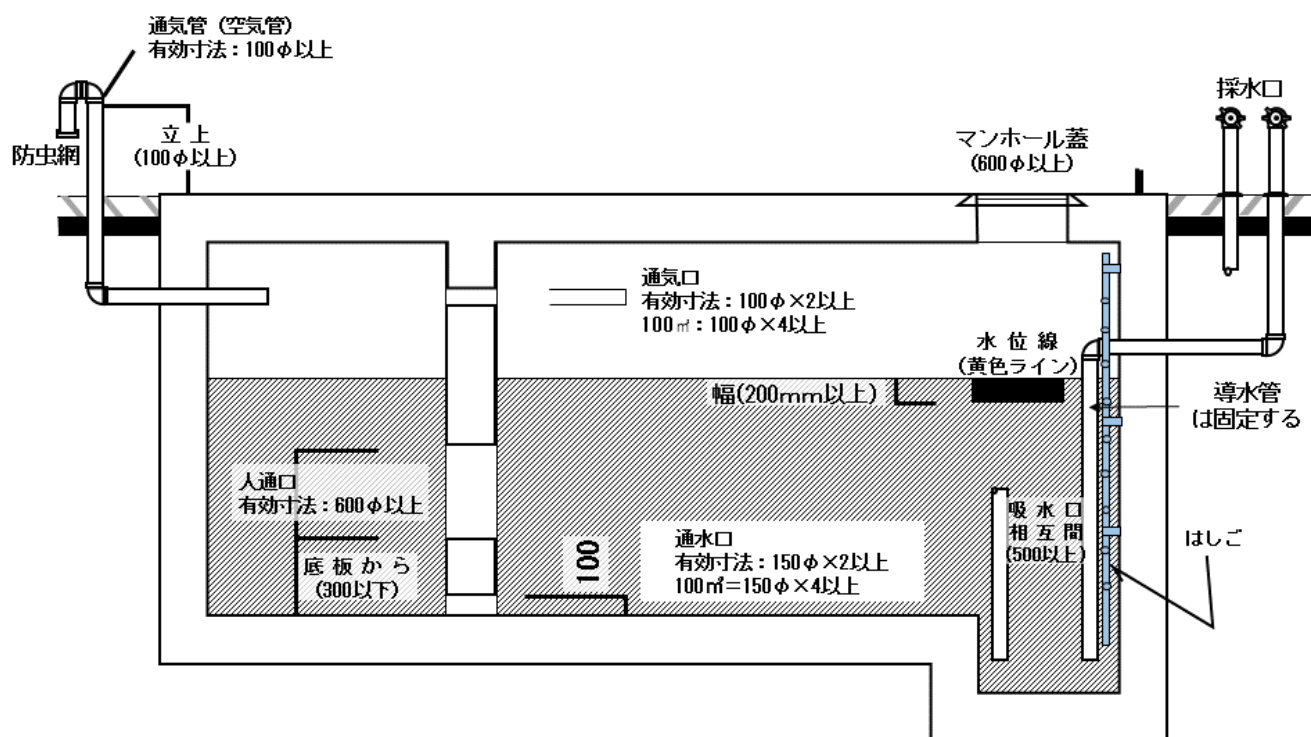 通気管（空気管）
有効寸法：100φ以上
採水口
立上
(100φ以上)
防虫網
マンホール蓋
(600φ以上)
通気口
有効寸法：100φ×2以上
100㎥：100φ×4以上
水位線
(黄色ライン)
幅(200mm以上)
導水管
は固定する
人通口
有効寸法：600φ以上
吸水口
相互間
(500以上)
はしご
通水口
有効寸法：150φ×2以上
100㎥＝150φ×4以上
100
底板から
(300以下)